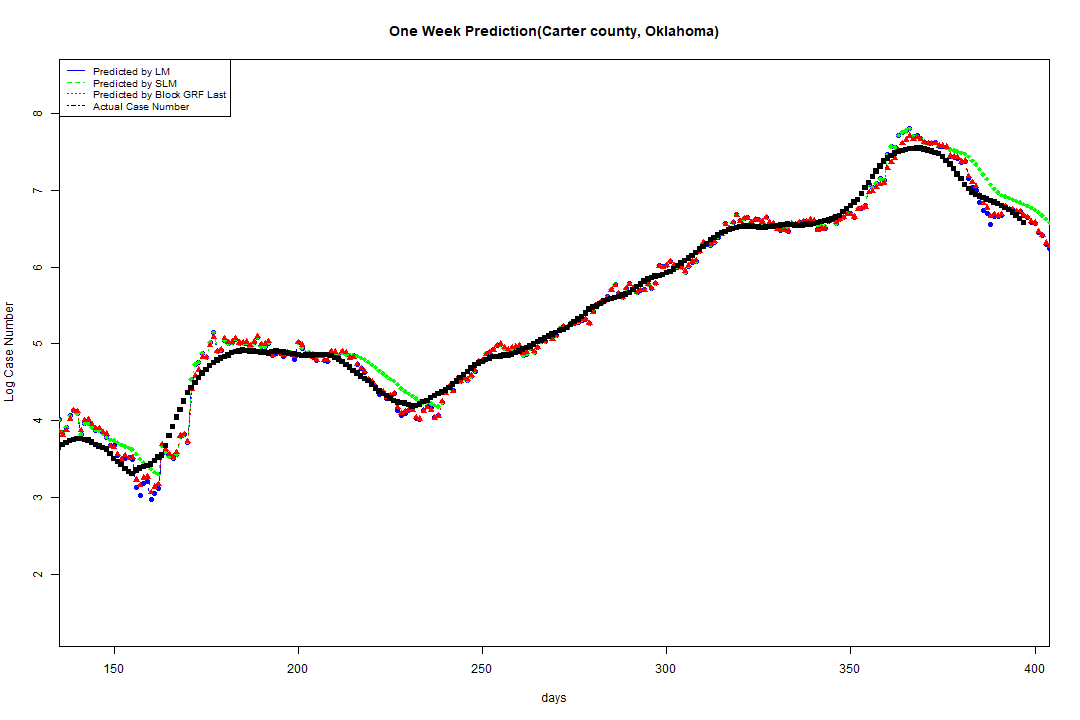 One Week Prediction(Carter county, Oklahoma)
Predicted by LM
Predicted by SLM
Predicted by Block GRF Last
Actual Case Number
8
7
6
5
4
3
2
Log Case Number
150 200 250 300 350 400
days